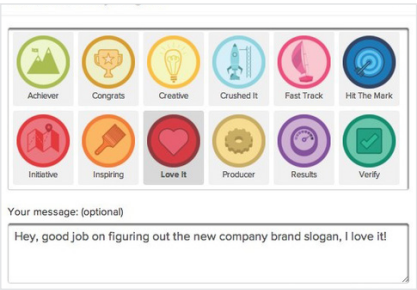 Achiever Congrats Creative Crushed It Fast Track Hit The Mark
Initiative Inspiring Love It Producer Results Verify
Your message: (optional)
Hey, good job on figuring out the new company brand slogan, I love it!